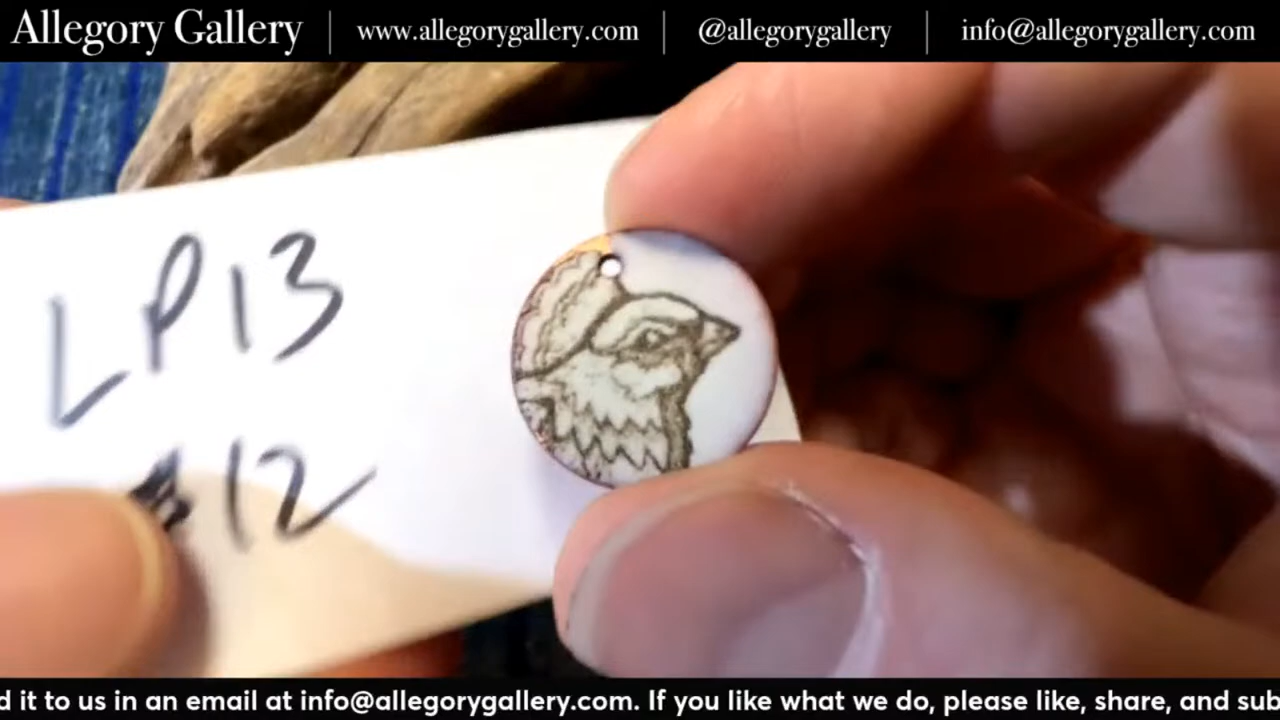 Allegory Gallery | www.allegorygallery.com | @allegorygallery | info@allegorygallery.com
LP13
$12
d it to us in an email at info@allegorygallery.com. If you like what we do, please like, share, and sub